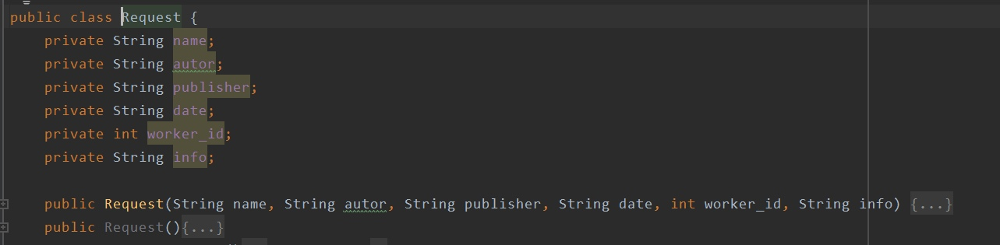 public class Request {
private String name;
private String autor;
private String publisher;
private String date;
private int worker_id;
private String info;
public Request(String name, String autor, String publisher, String date, int worker_id, String info) {...}
public Request(){...}